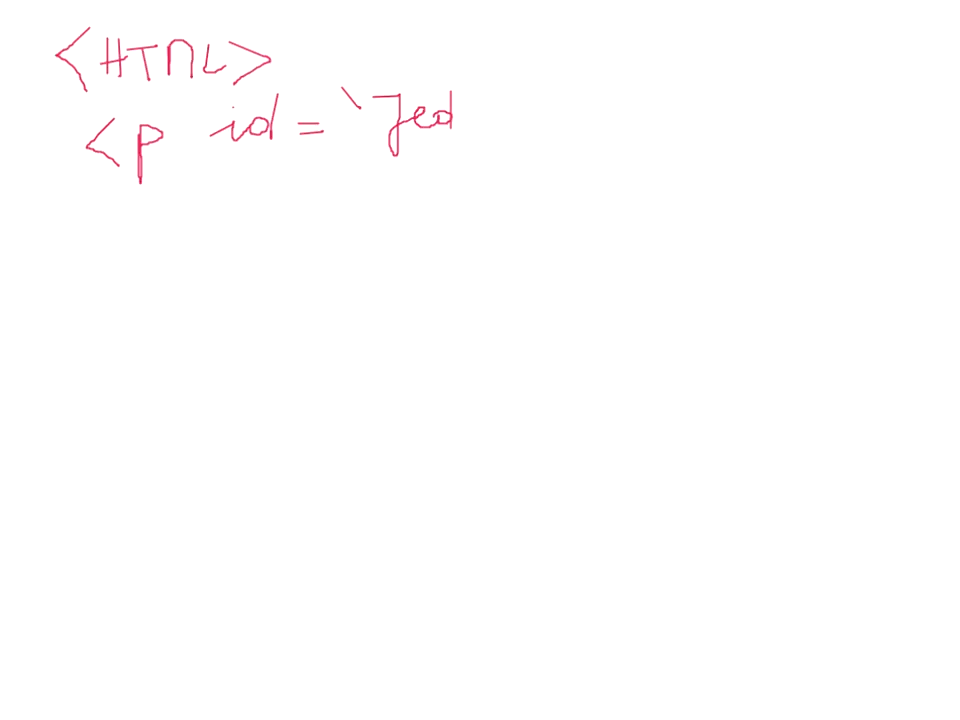 <HTML>
<p id = `Jed